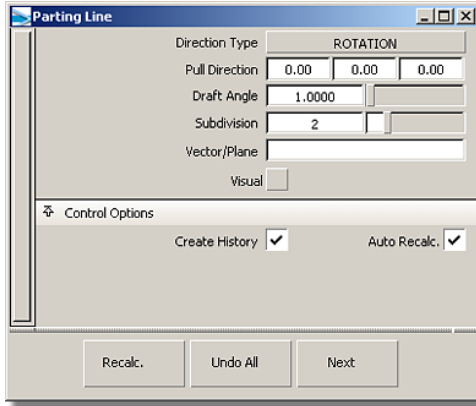 Parting Line
Direction Type ROTATION
Pull Direction 0.00 0.00 0.00
Draft Angle 1.0000
Subdivision 2
Vector/Plane
Visual
Control Options
Create History Auto Recalc.
Recalc. Undo All Next